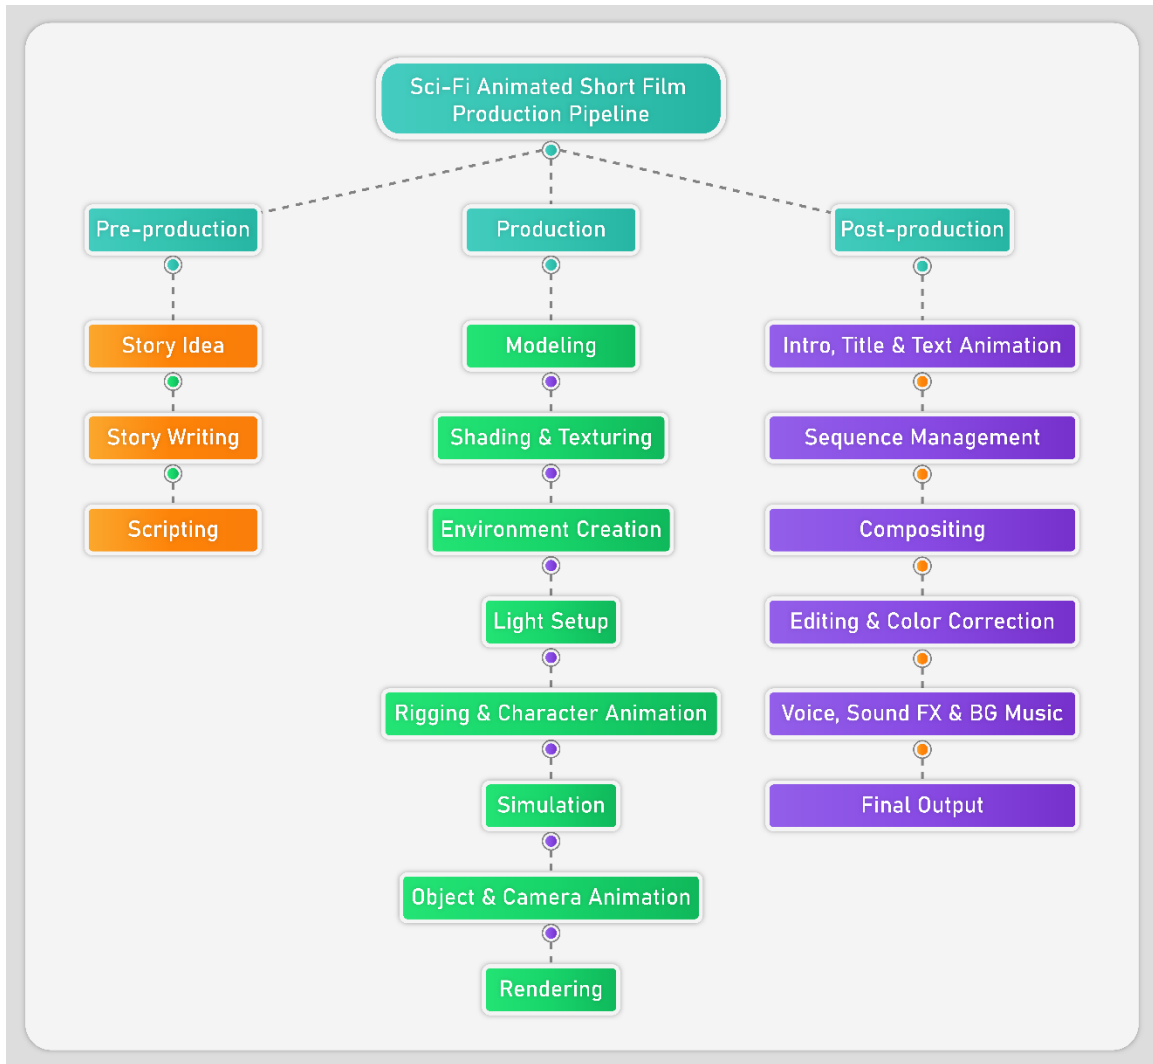 Sci-Fi Animated Short Film
Production Pipeline
Pre-production
Production
Post-production
Story Idea
Story Writing
Scripting
Modeling
Shading & Texturing
Environment Creation
Light Setup
Rigging & Character Animation
Simulation
Object & Camera Animation
Rendering
Intro, Title & Text Animation
Sequence Management
Compositing
Editing & Color Correction
Voice, Sound FX & BG Music
Final Output